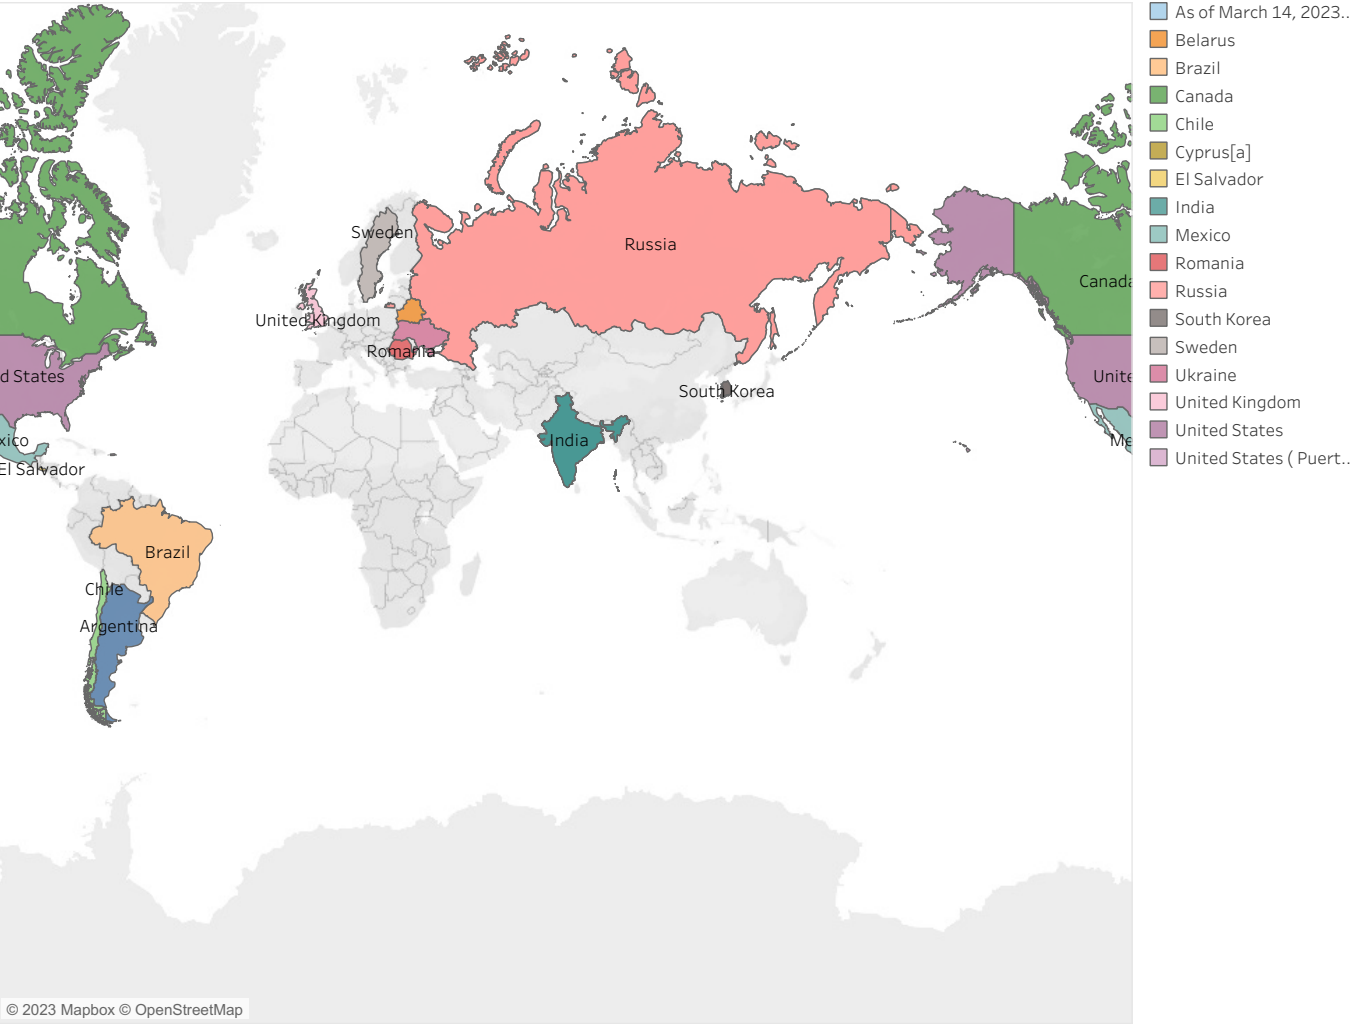 Sweden
Russia
Canada
United Kingdom
Romania
d States
South Korea
Unite
xico
India
Me
El Salvador
Brazil
Chile
Argentina
© 2023 Mapbox © OpenStreetMap
As of March 14, 2023..
Belarus
Brazil
Canada
Chile
Cyprus[a]
El Salvador
India
Mexico
Romania
Russia
South Korea
Sweden
Ukraine
United Kingdom
United States
United States ( Puert..